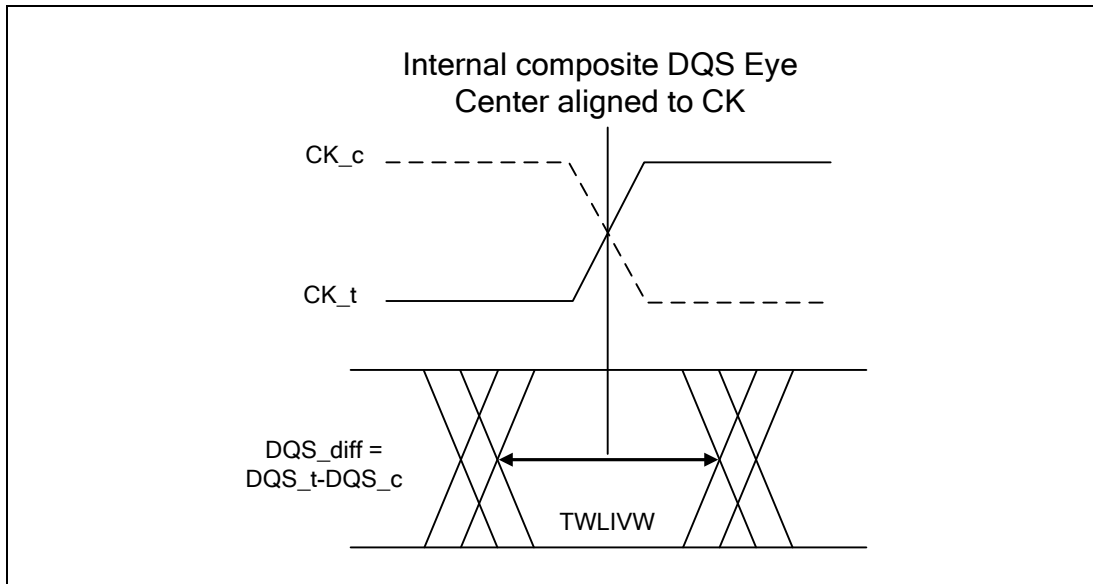 Internal composite DQS Eye
Center aligned to CK
CK_c
CK_t
DQS_diff =
DQS_t-DQS_c
TWLIVW